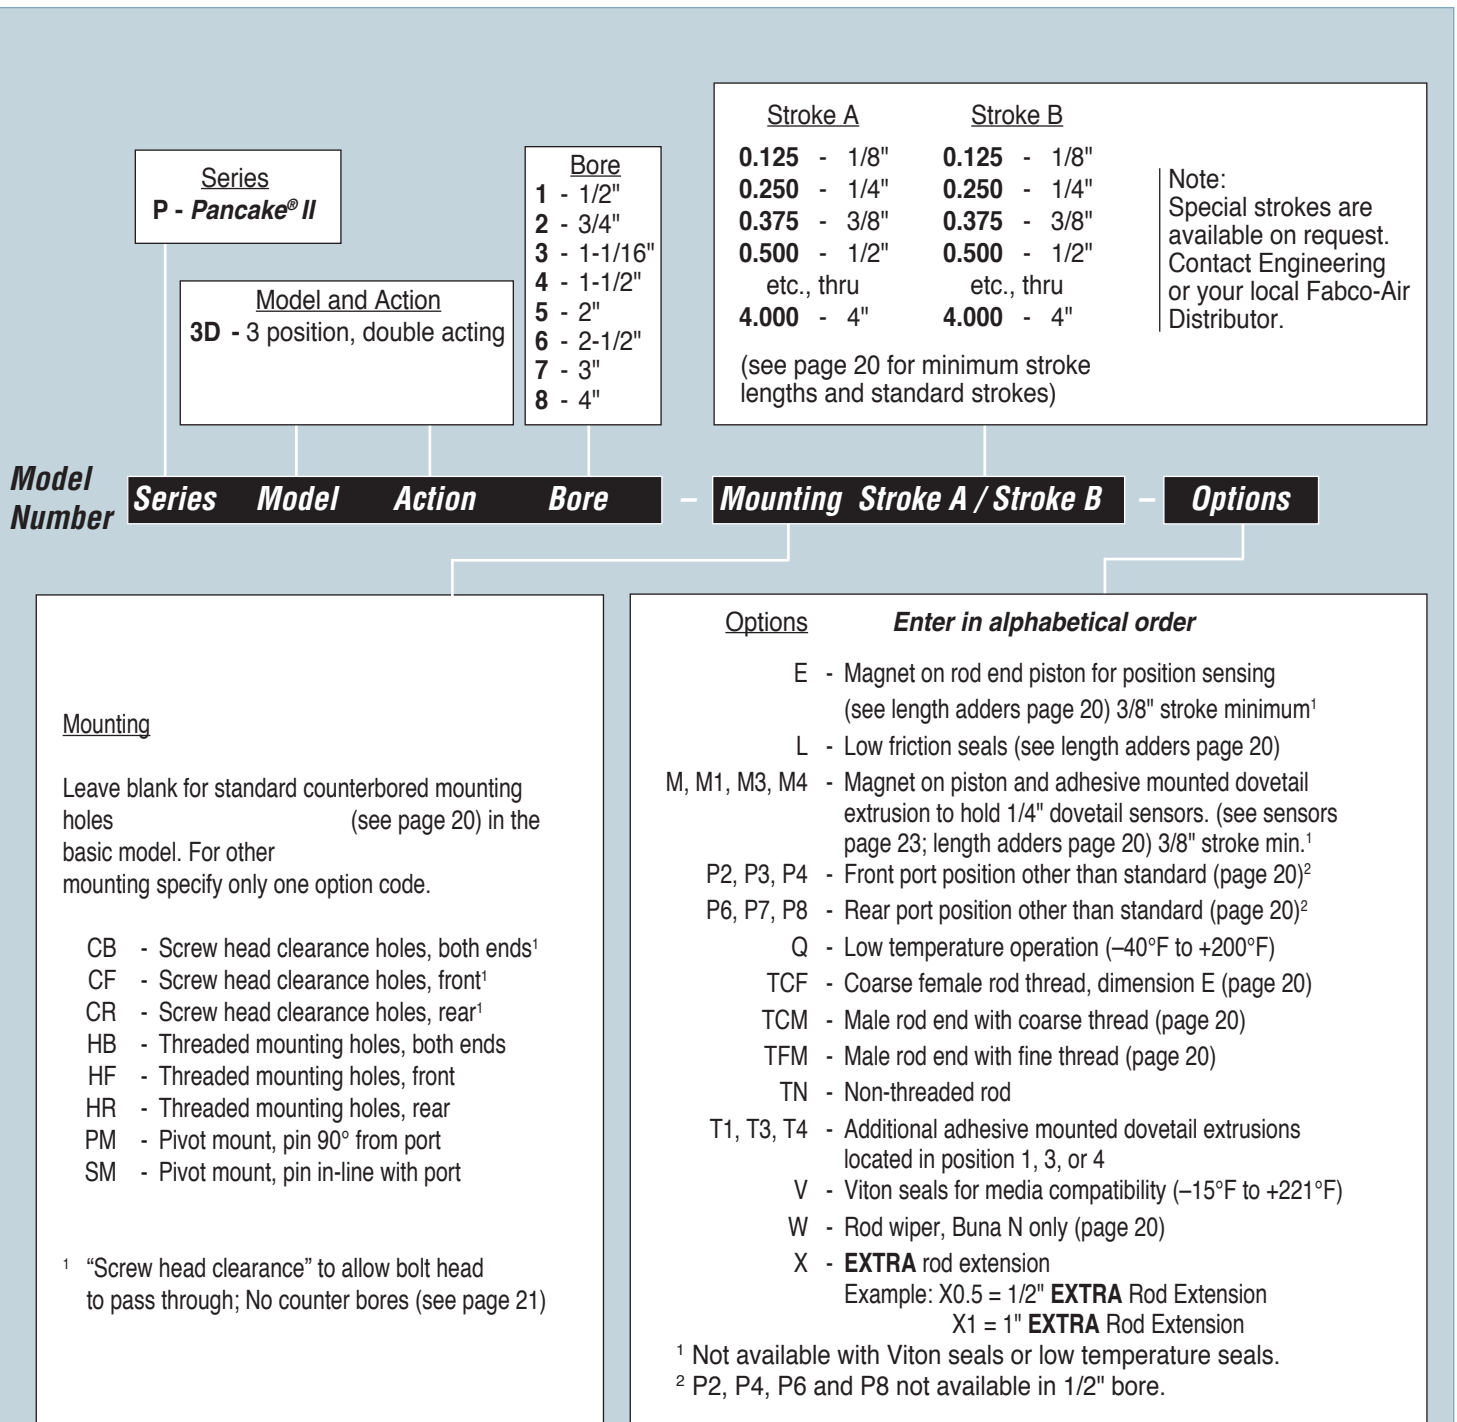 Series
P - Pancake® II
Model and Action
3D - 3 position, double acting
Bore
1 - 1/2"
2 - 3/4"
3 - 1-1/16"
4 - 1-1/2"
5 - 2"
6 - 2-1/2"
7 - 3"
8 - 4"
Stroke A Stroke B
0.125 - 1/8" 0.125 - 1/8"
0.250 - 1/4" 0.250 - 1/4"
0.375 - 3/8" 0.375 - 3/8"
0.500 - 1/2" 0.500 - 1/2"
etc., thru etc., thru
4.000 - 4" 4.000 - 4"
(see page 20 for minimum stroke
lengths and standard strokes)
Note:
Special strokes are
available on request.
Contact Engineering
or your local Fabco-Air
Distributor.
Model
Number
Series Model Action Bore – Mounting Stroke A / Stroke B – Options
Mounting
Leave blank for standard counterbored mounting
holes (see page 20) in the
basic model. For other
mounting specify only one option code.
CB - Screw head clearance holes, both ends¹
CF - Screw head clearance holes, front¹
CR - Screw head clearance holes, rear¹
HB - Threaded mounting holes, both ends
HF - Threaded mounting holes, front
HR - Threaded mounting holes, rear
PM - Pivot mount, pin 90° from port
SM - Pivot mount, pin in-line with port
¹ “Screw head clearance” to allow bolt head
to pass through; No counter bores (see page 21)
Options Enter in alphabetical order
E - Magnet on rod end piston for position sensing
(see length adders page 20) 3/8" stroke minimum¹
L - Low friction seals (see length adders page 20)
M, M1, M3, M4 - Magnet on piston and adhesive mounted dovetail
extrusion to hold 1/4" dovetail sensors. (see sensors
page 23; length adders page 20) 3/8" stroke min.¹
P2, P3, P4 - Front port position other than standard (page 20)²
P6, P7, P8 - Rear port position other than standard (page 20)²
Q - Low temperature operation (–40°F to +200°F)
TCF - Coarse female rod thread, dimension E (page 20)
TCM - Male rod end with coarse thread (page 20)
TFM - Male rod end with fine thread (page 20)
TN - Non-threaded rod
T1, T3, T4 - Additional adhesive mounted dovetail extrusions
located in position 1, 3, or 4
V - Viton seals for media compatibility (–15°F to +221°F)
W - Rod wiper, Buna N only (page 20)
X - EXTRA rod extension
Example: X0.5 = 1/2" EXTRA Rod Extension
X1 = 1" EXTRA Rod Extension
¹ Not available with Viton seals or low temperature seals.
² P2, P4, P6 and P8 not available in 1/2" bore.